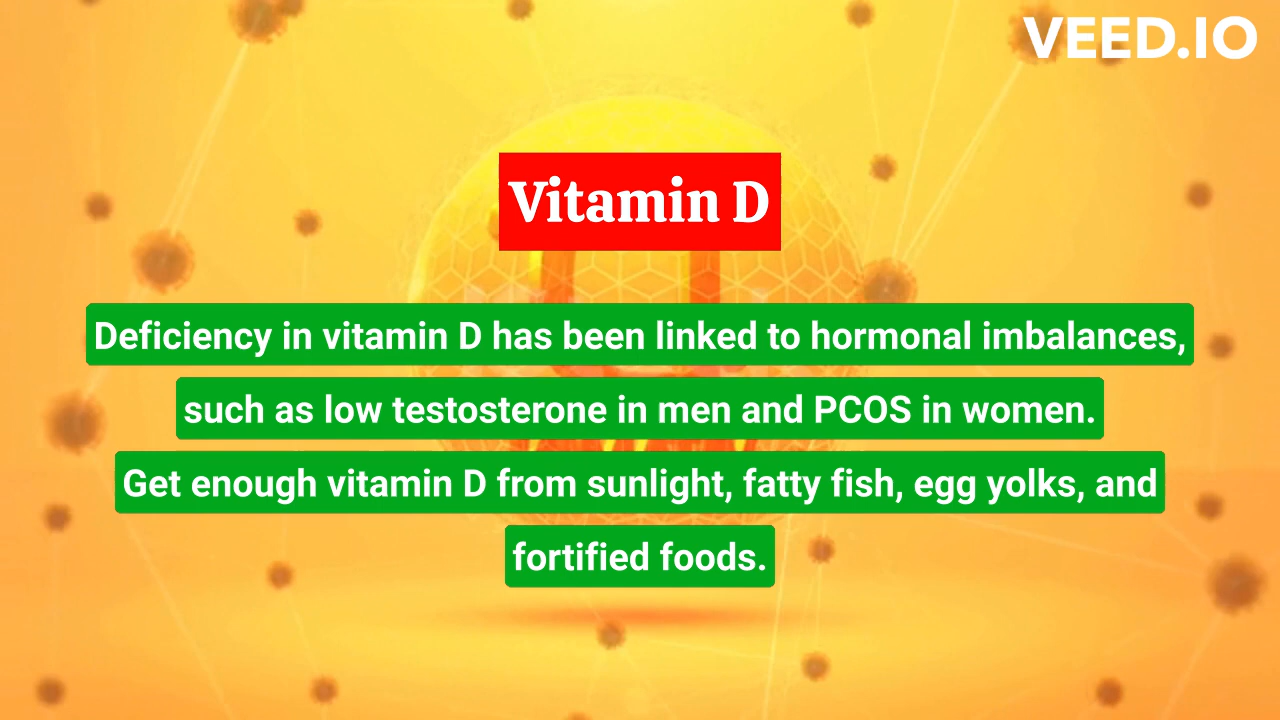 VEED.IO
Vitamin D
Deficiency in vitamin D has been linked to hormonal imbalances,
such as low testosterone in men and PCOS in women.
Get enough vitamin D from sunlight, fatty fish, egg yolks, and
fortified foods.